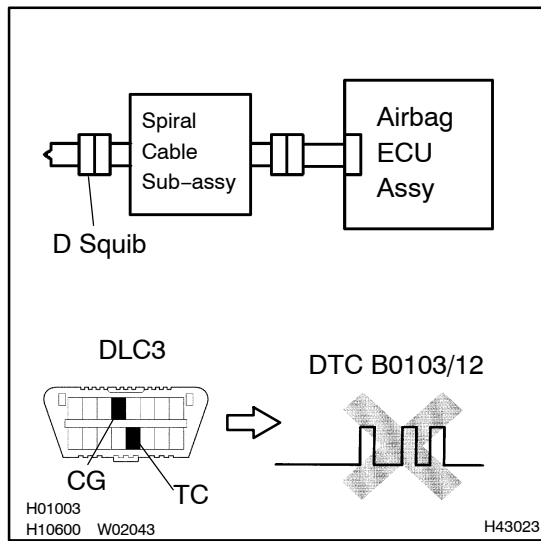 Spiral
Cable
Sub−assy
Airbag
ECU
Assy
D Squib
DLC3
DTC B0103/12
CG
TC
H01003
H10600 W02043
H43023